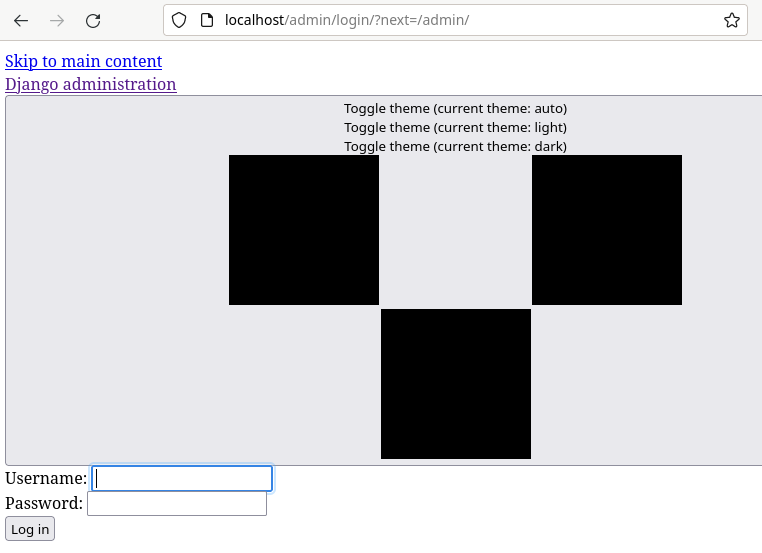 localhost/admin/login/?next=/admin/
Skip to main content
Django administration
Toggle theme (current theme: auto)
Toggle theme (current theme: light)
Toggle theme (current theme: dark)
Username:
Password:
Log in